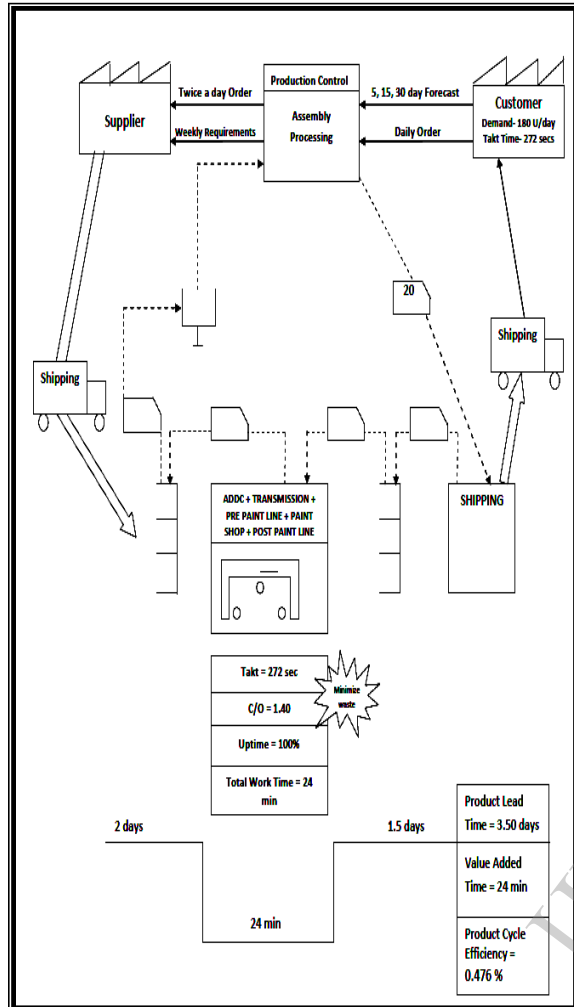 Production Control
Assembly
Processing
Supplier
Twice a day Order
Weekly Requirements
5, 15, 30 day Forecast
Daily Order
Customer
Demand- 180 U/day
Takt Time- 272 secs
20
Shipping
Shipping
ADDC + TRANSMISSION +
PRE PAINT LINE + PAINT
SHOP + POST PAINT LINE
SHIPPING
Takt = 272 sec
C/O = 1.40
Uptime = 100%
Total Work Time = 24
min
Minimize
waste
2 days
24 min
1.5 days
Product Lead
Time = 3.50 days
Value Added
Time = 24 min
Product Cycle
Efficiency =
0.476 %